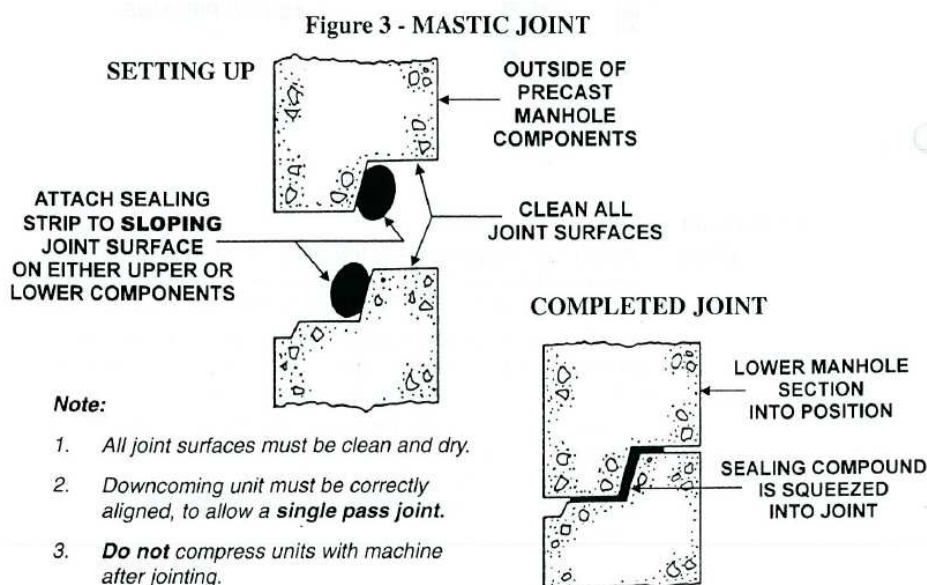 Figure 3 - MASTIC JOINT
SETTING UP
OUTSIDE OF
PRECAST
MANHOLE
COMPONENTS
ATTACH SEALING
STRIP TO SLOPING
JOINT SURFACE
ON EITHER UPPER OR
LOWER COMPONENTS
CLEAN ALL
JOINT SURFACES
COMPLETED JOINT
LOWER MANHOLE
SECTION
INTO POSITION
SEALING COMPOUND
IS SQUEEZED
INTO JOINT
Note:
1. All joint surfaces must be clean and dry.
2. Downcoming unit must be correctly
aligned, to allow a single pass joint.
3. Do not compress units with machine
after jointing.